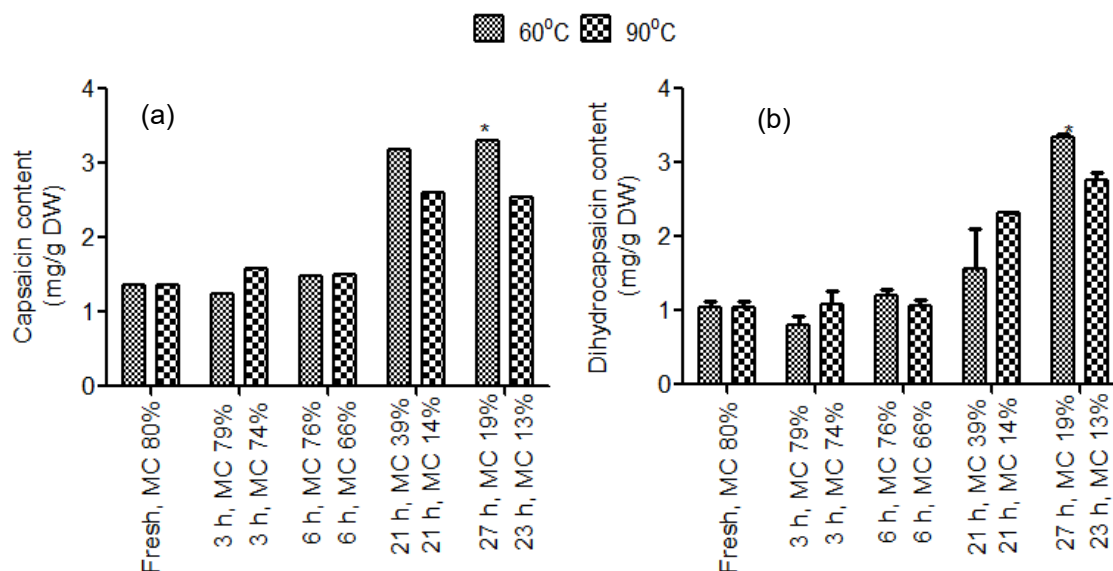 60⁰C 90⁰C
(a)
Capsaicin content
(mg/g DW)
4
3
2
1
0
*
Fresh, MC 80%
3 h, MC 79%
3 h, MC 74%
6 h, MC 76%
6 h, MC 66%
21 h, MC 39%
21 h, MC 14%
27 h, MC 19%
23 h, MC 13%
(b)
Dihydrocapsaicin content
(mg/g DW)
4
3
2
1
0
*
Fresh, MC 80%
3 h, MC 79%
3 h, MC 74%
6 h, MC 76%
6 h, MC 66%
21 h, MC 39%
21 h, MC 14%
27 h, MC 19%
23 h, MC 13%